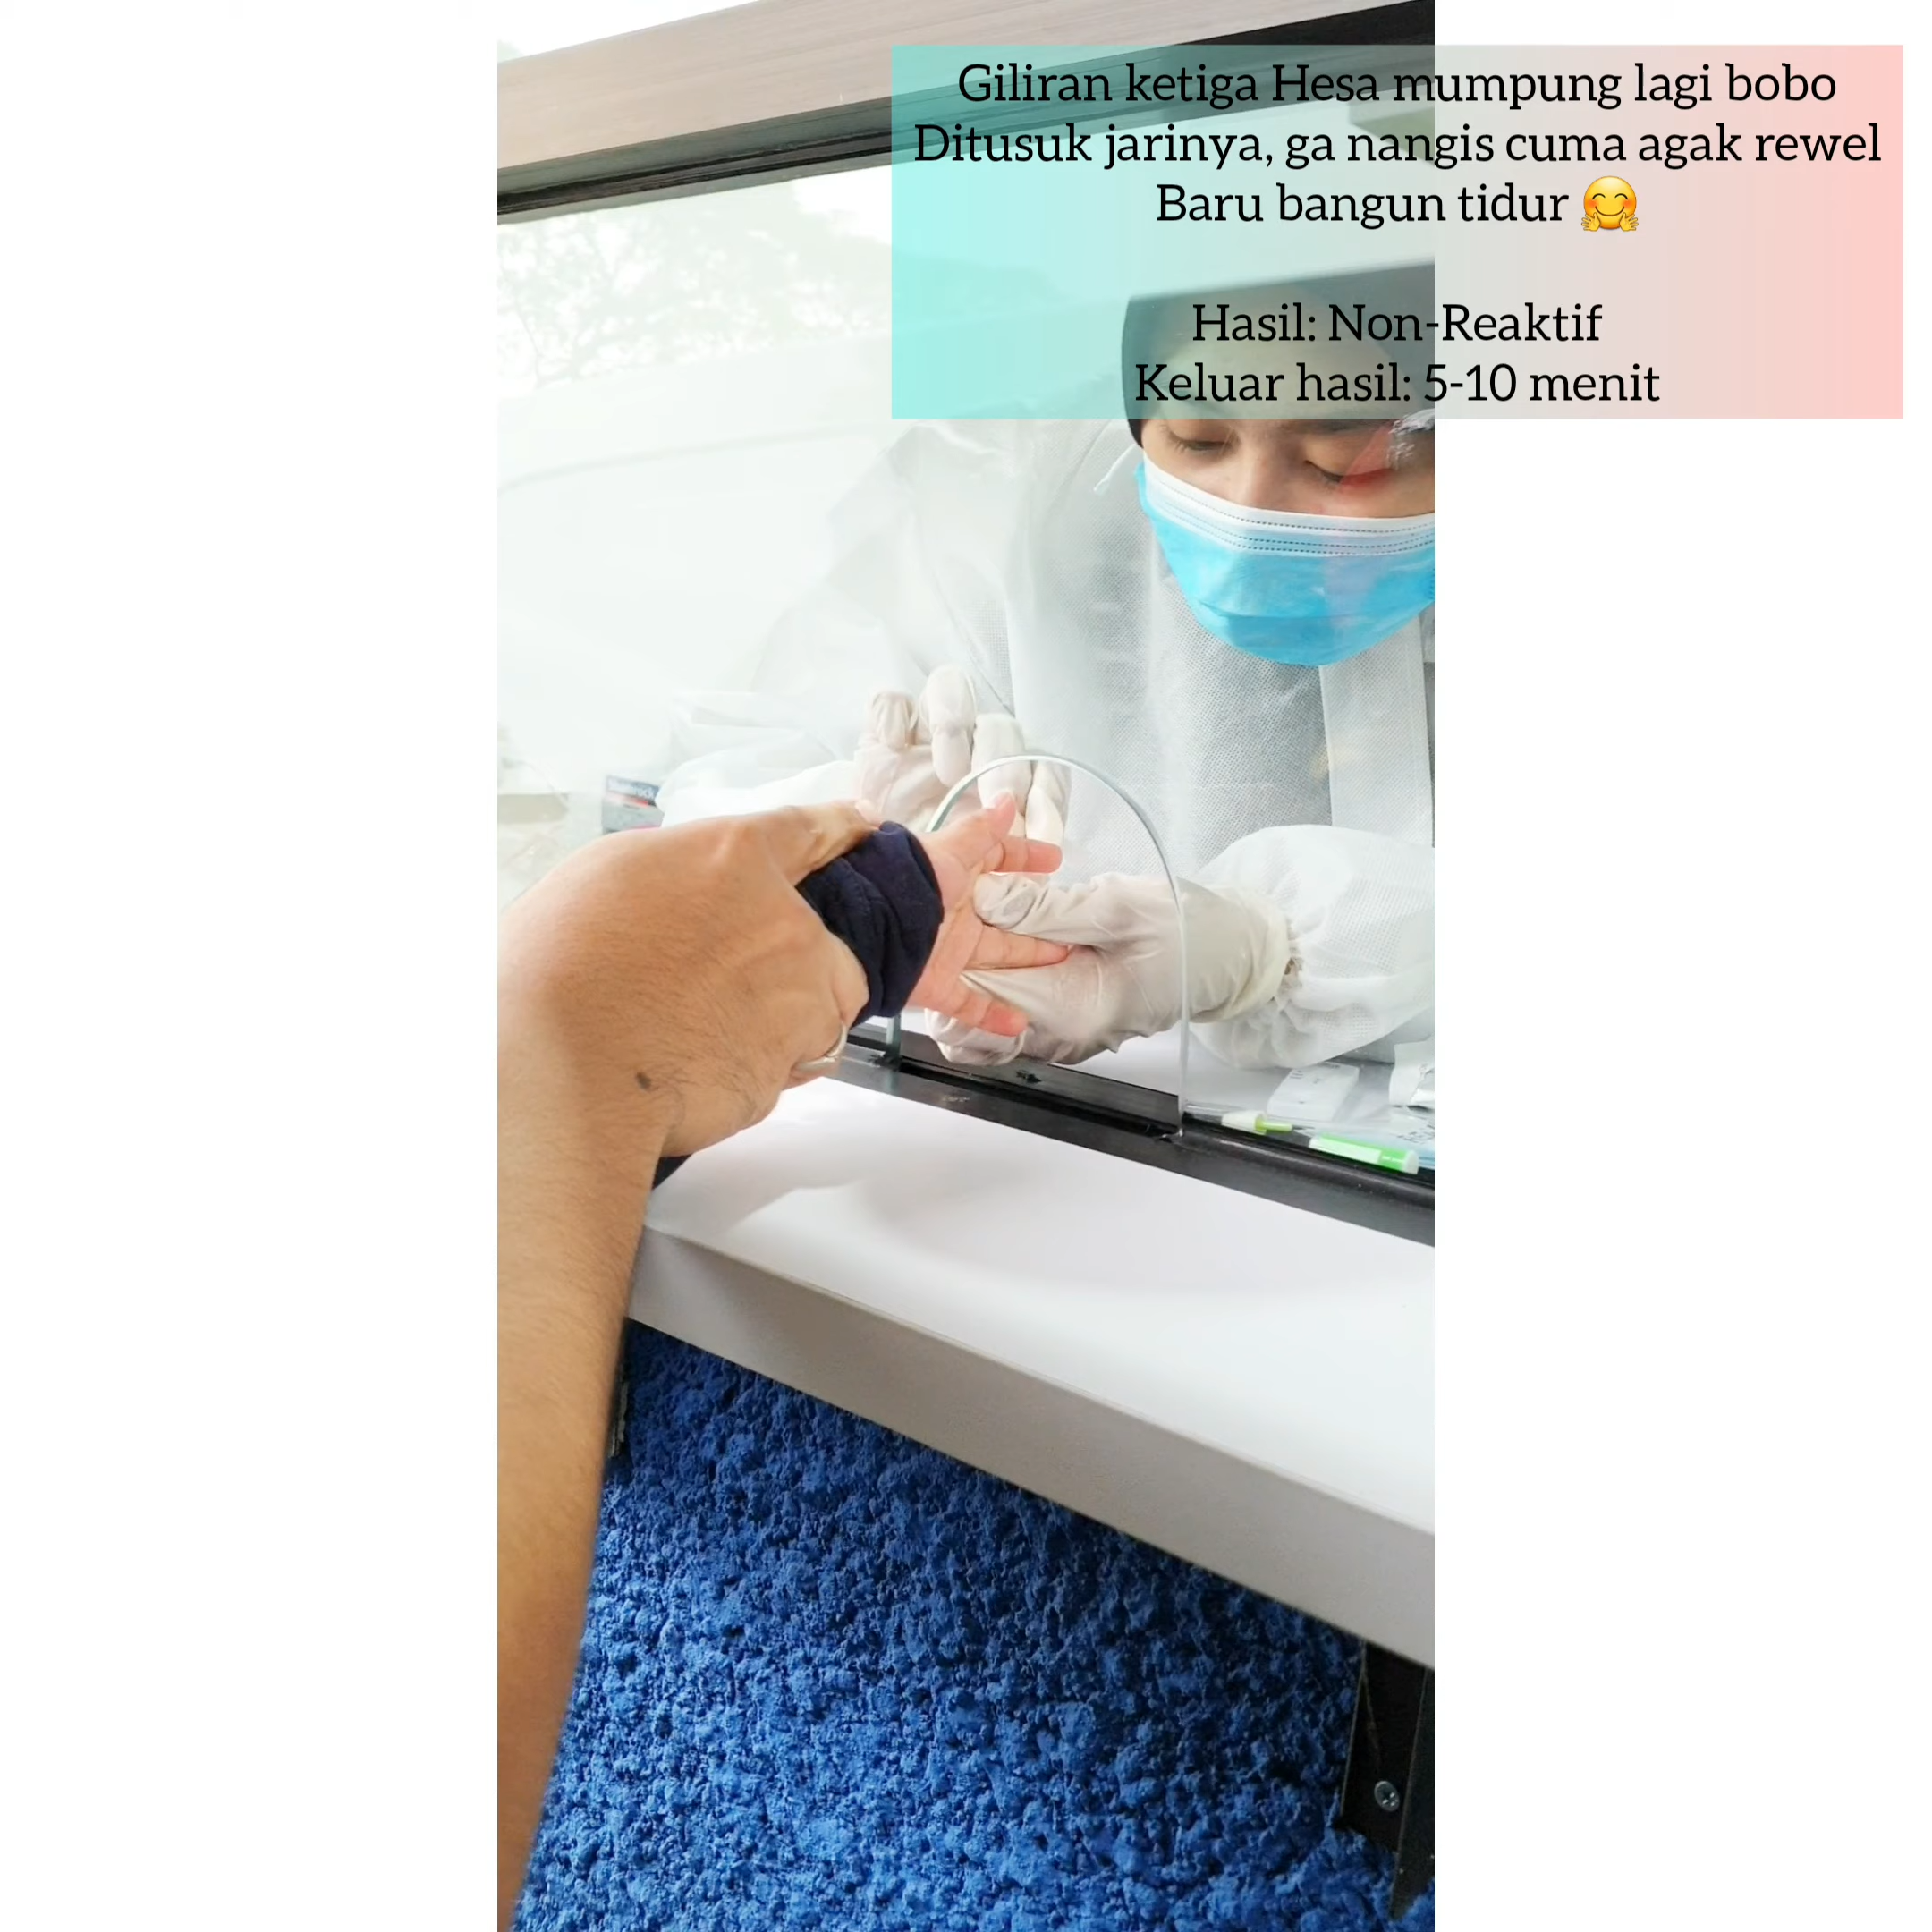 Giliran ketiga Hesa mumpung lagi bobo
Ditusuk jarinya, ga nangis cuma agak rewel
Baru bangun tidur 🤗
Hasil: Non-Reaktif
Keluar hasil: 5-10 menit